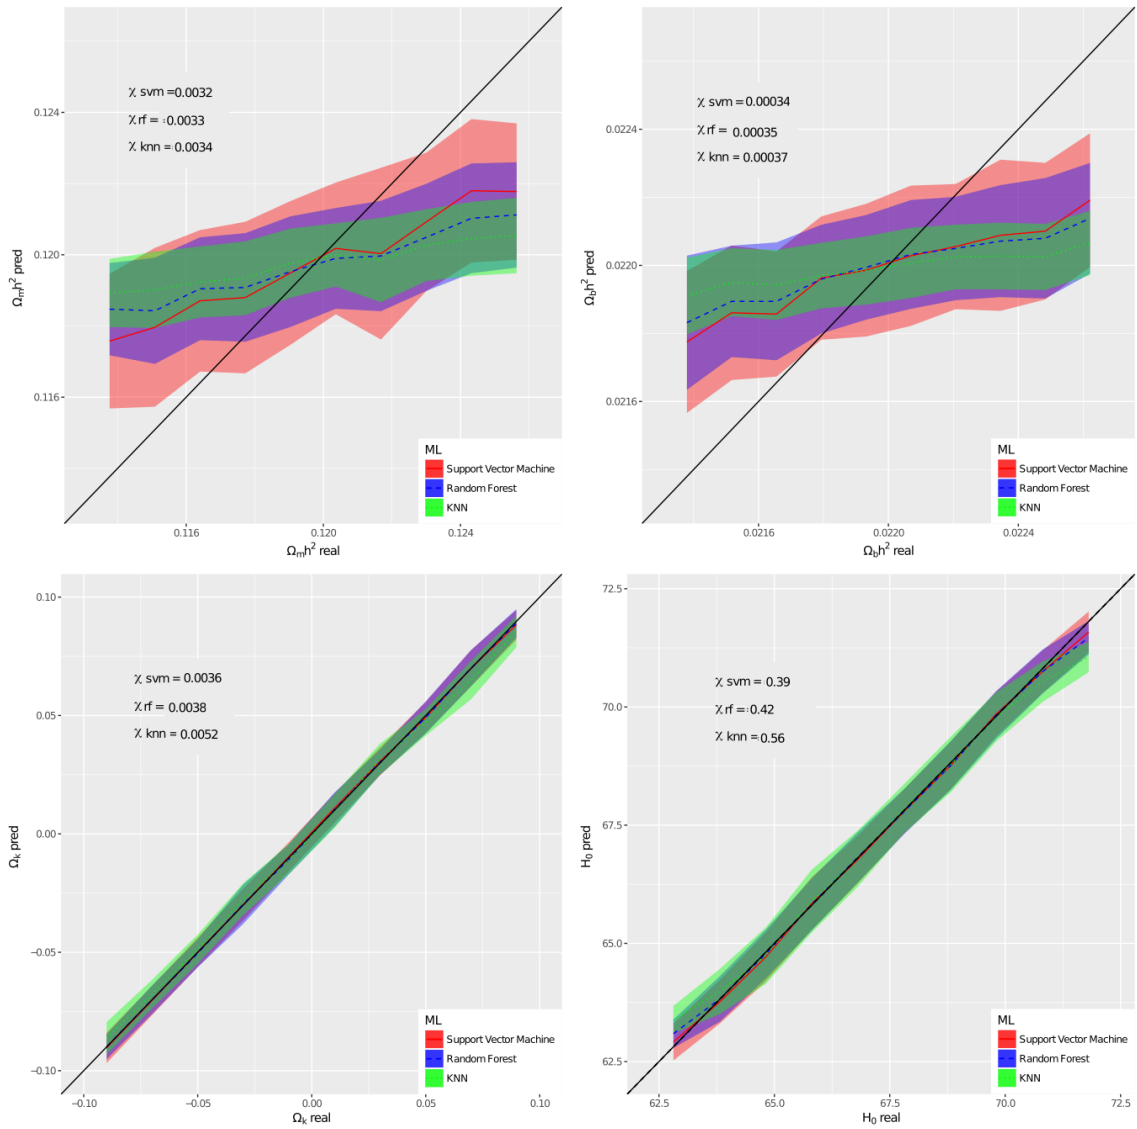 χ svm = 0.0032
χ rf = 0.0033
χ knn = 0.0034
0.124
0.120
0.116
Ωmh² pred
ML
Support Vector Machine
Random Forest
KNN
0.116 0.120 0.124
Ωmh² real
χ svm = 0.00034
χ rf = 0.00035
χ knn = 0.00037
0.0224
0.0220
0.0216
Ωbh² pred
ML
Support Vector Machine
Random Forest
KNN
0.0216 0.0220 0.0224
Ωbh² real
χ svm = 0.0036
χ rf = 0.0038
χ knn = 0.0052
0.10
0.05
0.00
−0.05
−0.10
Ωk pred
ML
Support Vector Machine
Random Forest
KNN
−0.10 −0.05 0.00 0.05 0.10
Ωk real
χ svm = 0.39
χ rf = 0.42
χ knn = 0.56
72.5
70.0
67.5
65.0
62.5
H₀ pred
ML
Support Vector Machine
Random Forest
KNN
62.5 65.0 67.5 70.0 72.5
H₀ real